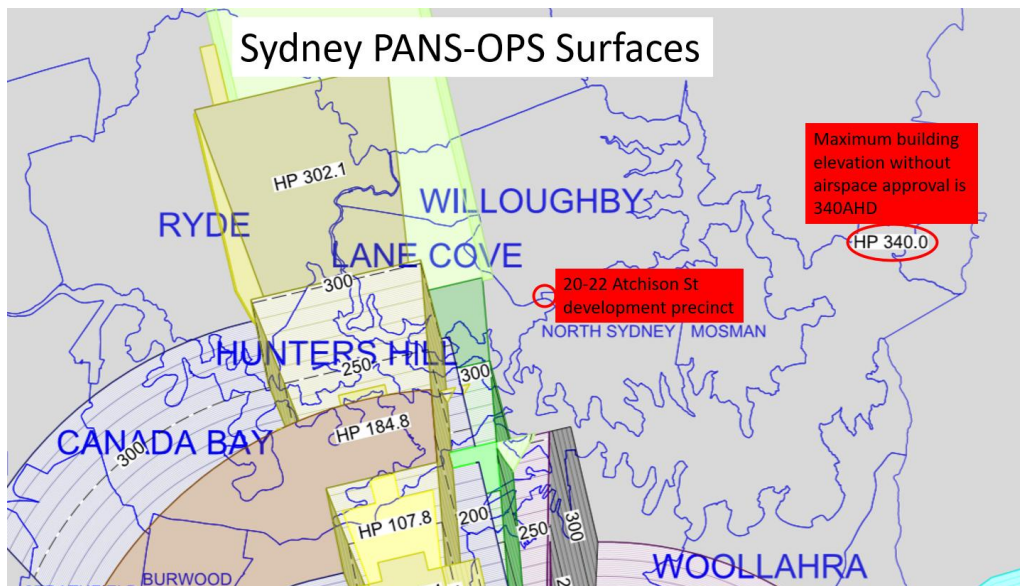 Sydney PANS-OPS Surfaces
Maximum building
elevation without
airspace approval is
340AHD
HP 302.1
WILLOUGHBY
RYDE
HP 340.0
LANE COVE
300
20-22 Atchison St
development precinct
NORTH SYDNEY
MOSMAN
HUNTERS HILL
250
300
HP 184.8
CANADA BAY
300
HP 107.8
200
250
300
WOOLLAHRA
BURWOOD